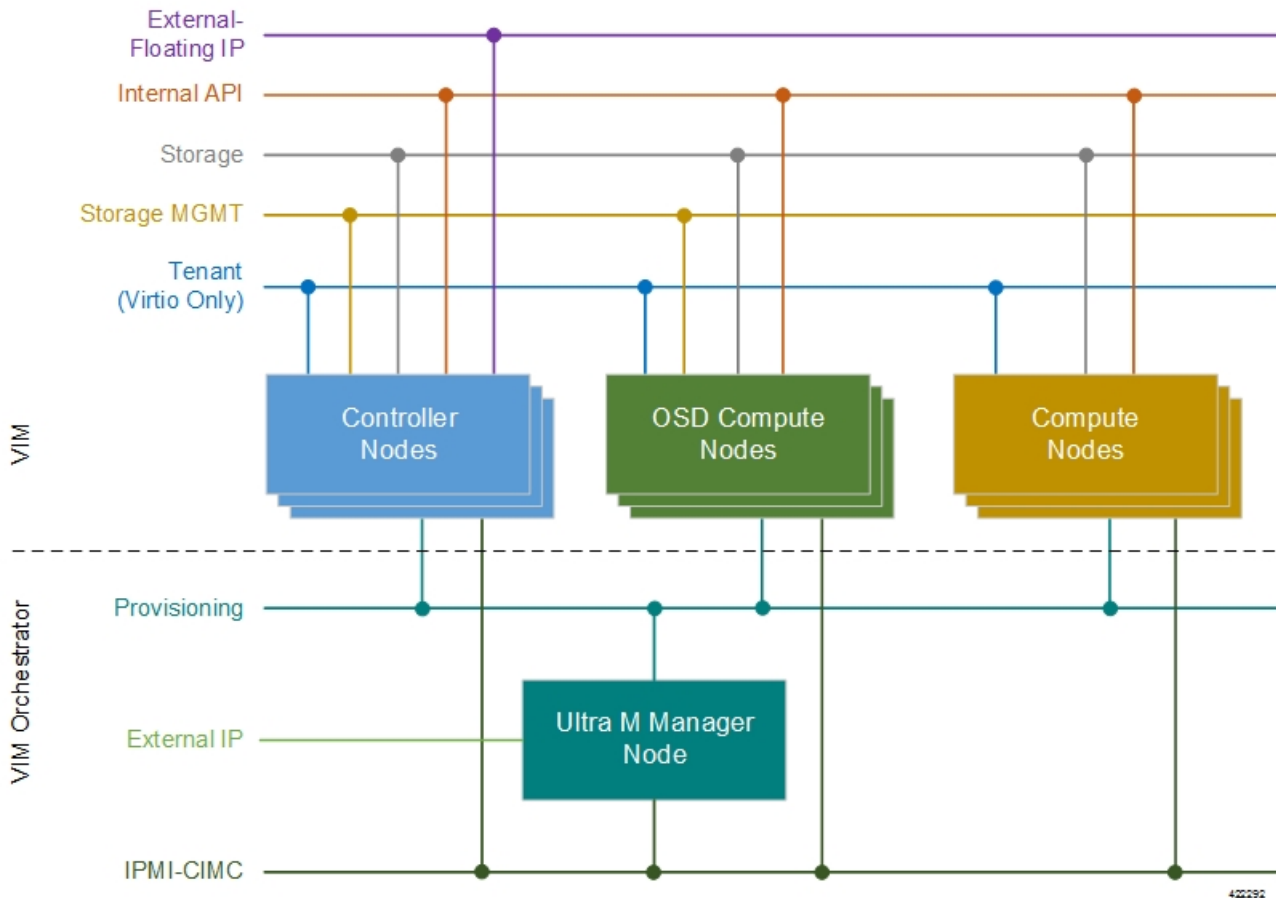 External-
Floating IP
Internal API
Storage
Storage MGMT
Tenant
(Virtio Only)
Controller
Nodes
OSD Compute
Nodes
Compute
Nodes
VIM
Provisioning
Ultra M Manager
Node
External IP
VIM Orchestrator
IPMI-CIMC
422292